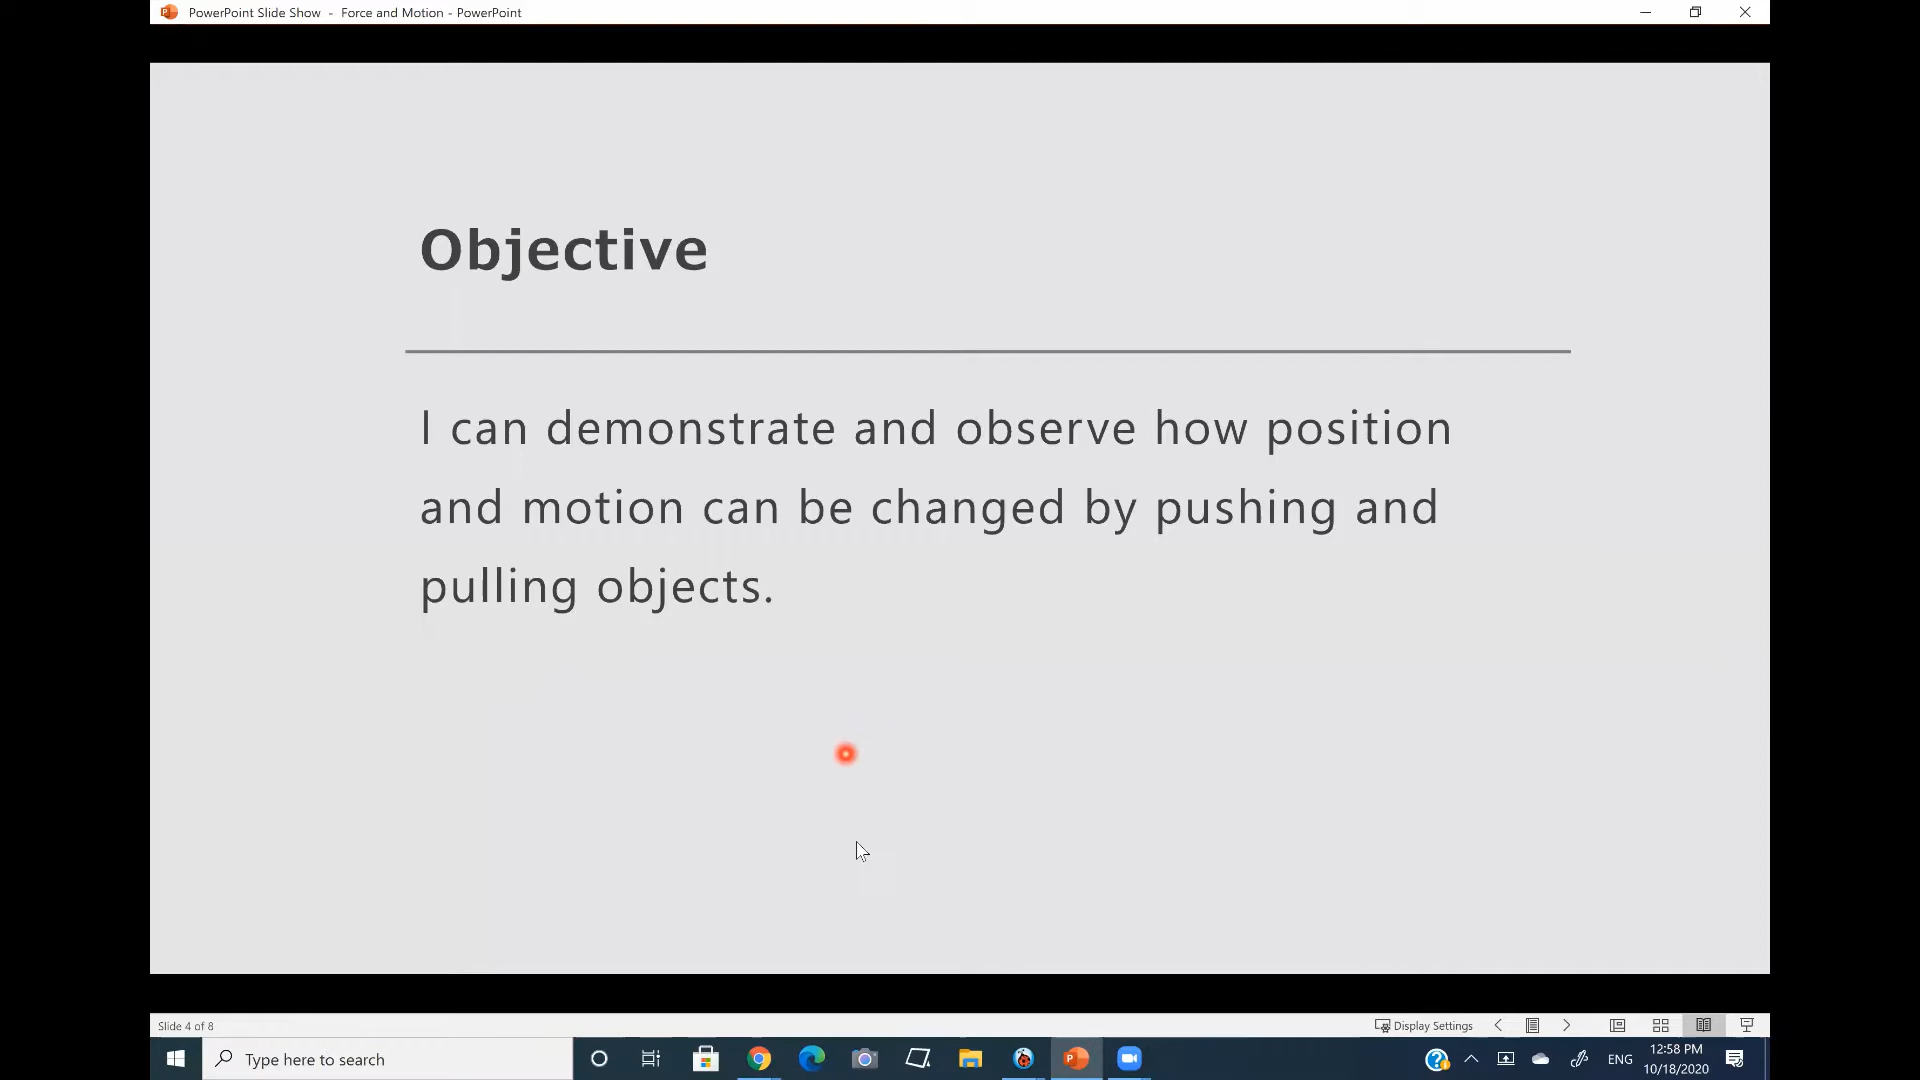 PowerPoint Slide Show - Force and Motion - PowerPoint
Objective
I can demonstrate and observe how position
and motion can be changed by pushing and
pulling objects.
Slide 4 of 8
Display Settings
Type here to search
ENG
12:58 PM
10/18/2020